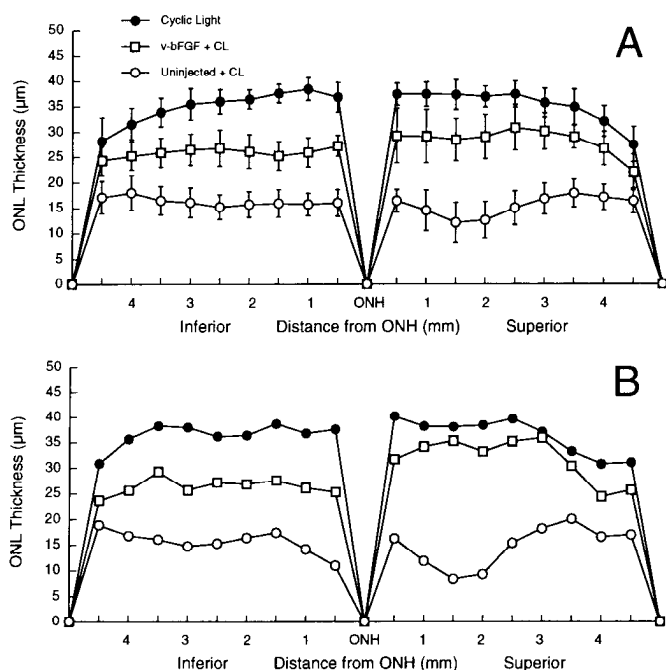 50
45
40
35
30
25
20
15
10
5
0
ONL Thickness (µm)
Cyclic Light
v-bFGF + CL
Uninjected + CL
A
4 3 2 1 ONH 1 2 3 4
Inferior Distance from ONH (mm) Superior
50
45
40
35
30
25
20
15
10
5
0
ONL Thickness (µm)
B
4 3 2 1 ONH 1 2 3 4
Inferior Distance from ONH (mm) Superior